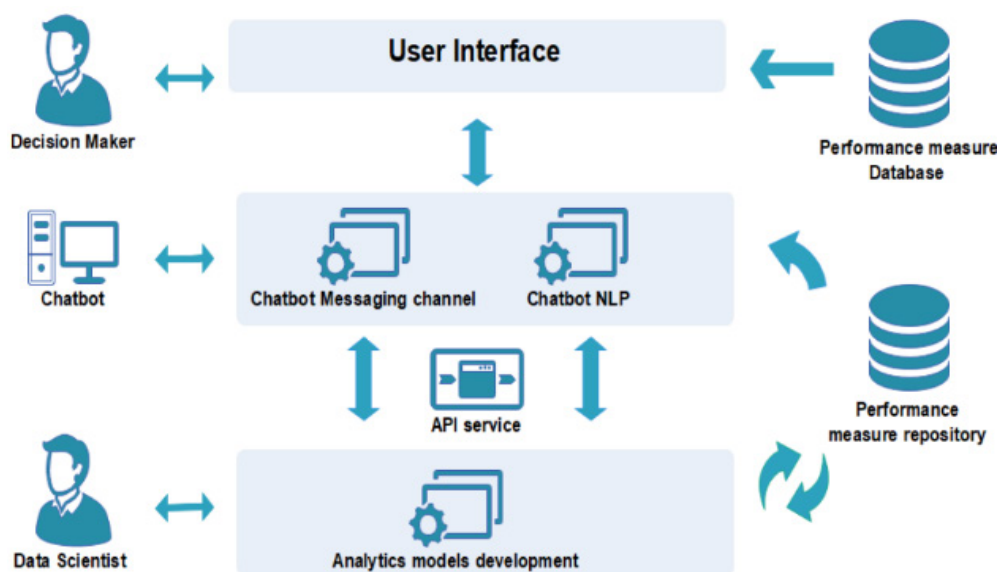 User Interface
Decision Maker
Performance measure
Database
Chatbot
Chatbot Messaging channel
Chatbot NLP
API service
Performance
measure repository
Data Scientist
Analytics models development